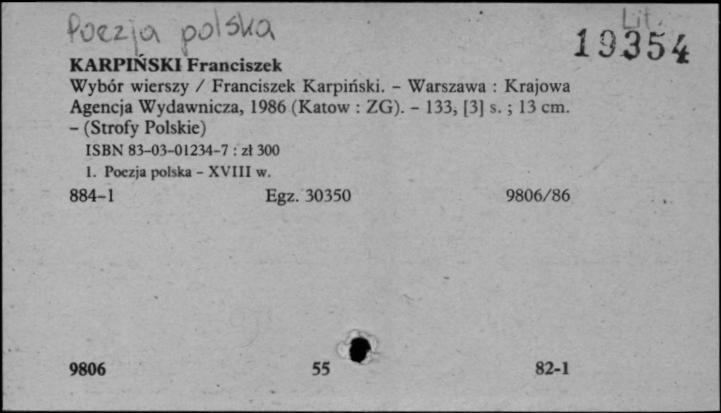 Poezja polska
Lit.
19354
KARPIŃSKI Franciszek
Wybór wierszy / Franciszek Karpiński. – Warszawa : Krajowa
Agencja Wydawnicza, 1986 (Katow : ZG). – 133, [3] s. ; 13 cm.
– (Strofy Polskie)
ISBN 83-03-01234-7 : zł 300
1. Poezja polska – XVIII w.
884-1 Egz. 30350 9806/86
9806 55 82-1